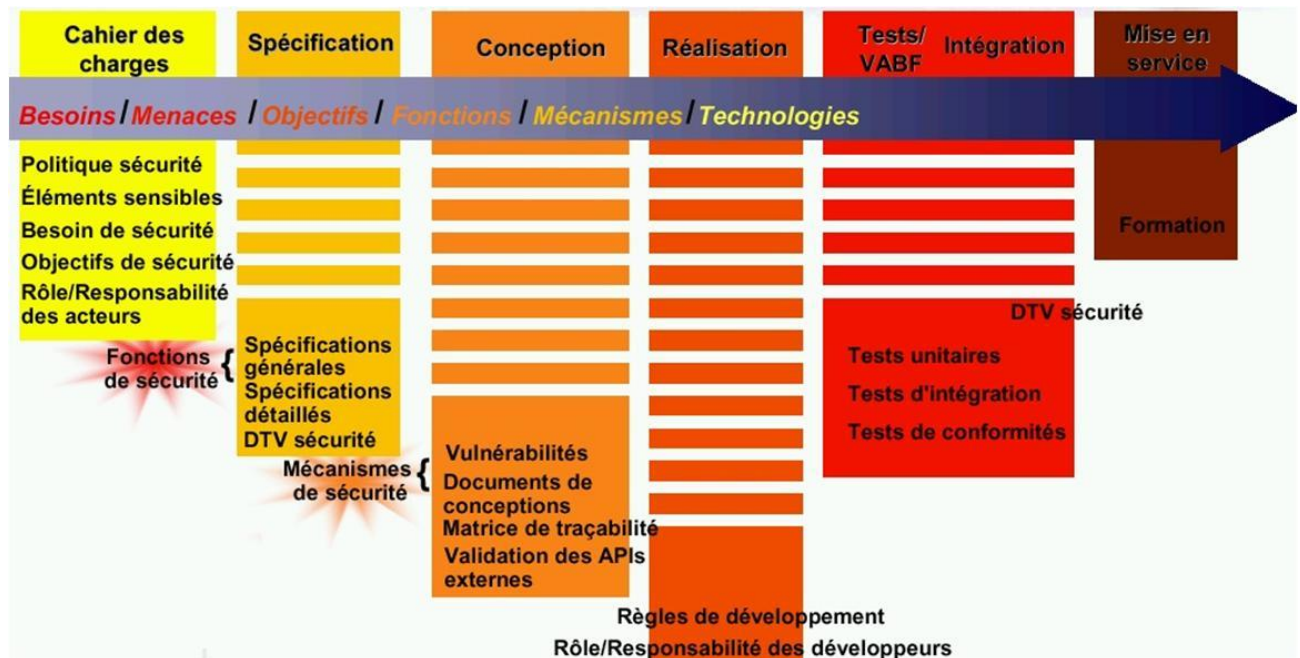 Cahier des
charges
Spécification
Conception
Réalisation
Tests/
VABF
Intégration
Mise en
service
Besoins / Menaces / Objectifs / Fonctions / Mécanismes / Technologies
Politique sécurité
Éléments sensibles
Besoin de sécurité
Objectifs de sécurité
Rôle/Responsabilité
des acteurs
Fonctions {
de sécurité
Spécifications
générales
Spécifications
détaillés
DTV sécurité
Mécanismes {
de sécurité
Vulnérabilités
Documents de
conceptions
Matrice de traçabilité
Validation des APIs
externes
Règles de développement
Rôle/Responsabilité des développeurs
Tests unitaires
Tests d'intégration
Tests de conformités
DTV sécurité
Formation